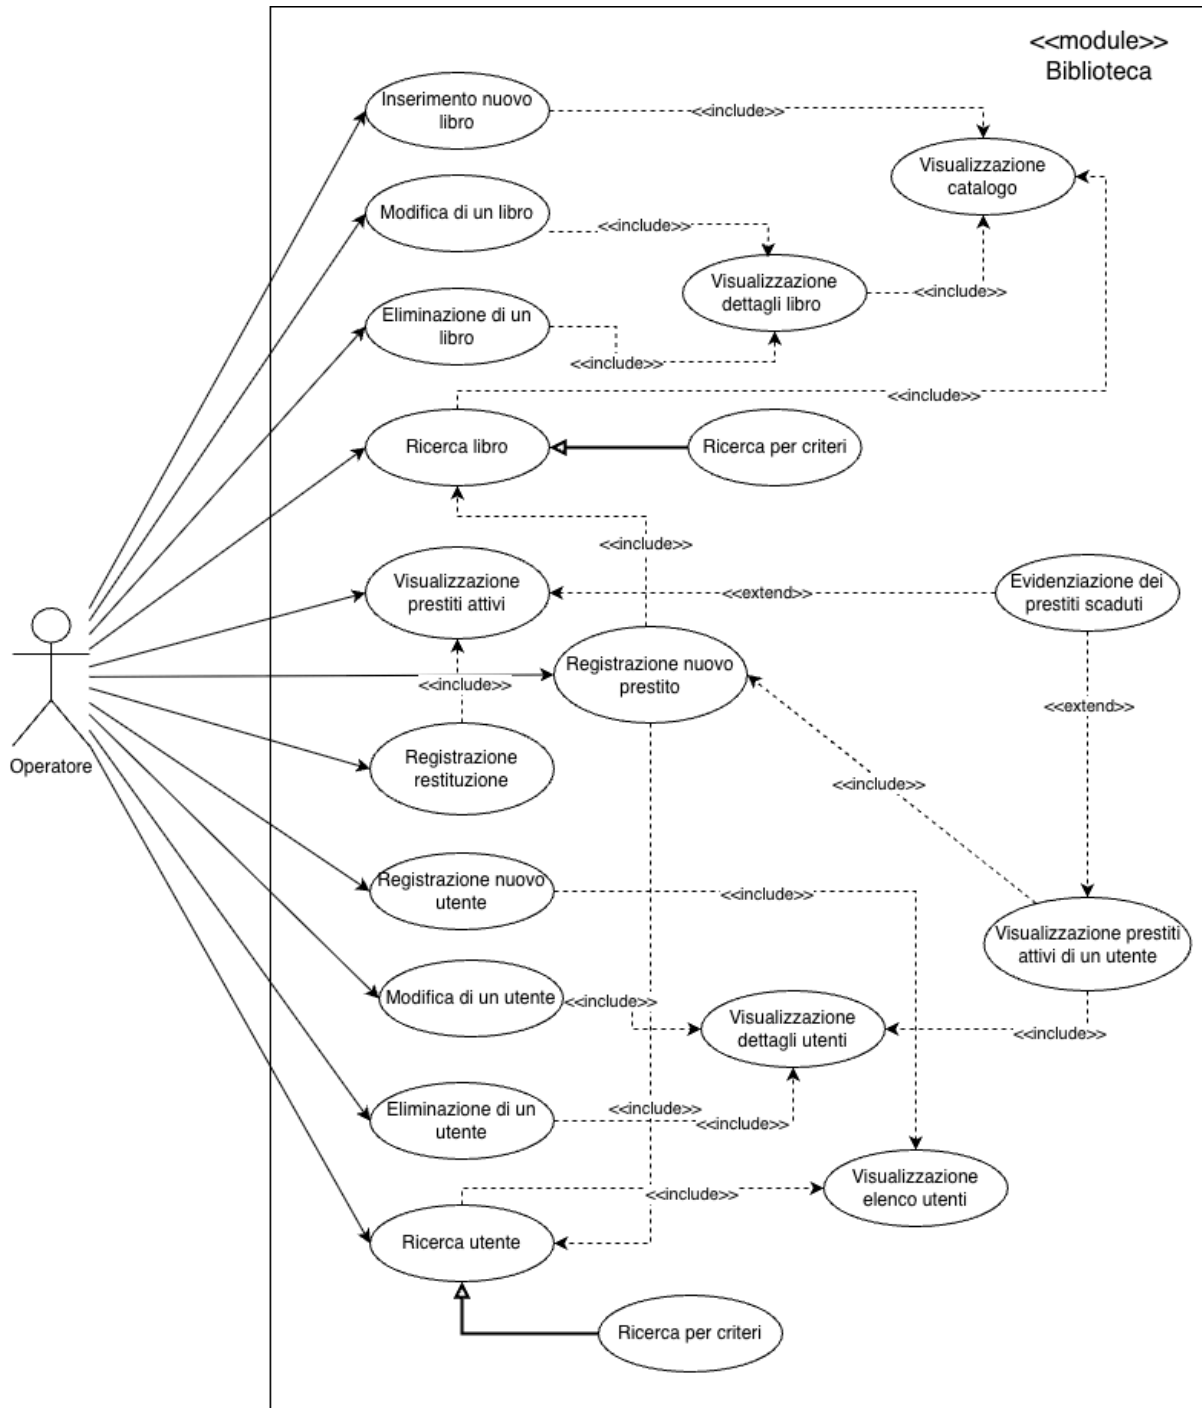 <<module>>
Biblioteca
Inserimento nuovo
libro
<<include>>
Visualizzazione
catalogo
Modifica di un libro
<<include>>
Visualizzazione
dettagli libro
<<include>>
Eliminazione di un
libro
<<include>>
<<include>>
Ricerca libro
Ricerca per criteri
<<include>>
Visualizzazione
prestiti attivi
<<extend>>
Evidenziazione dei
prestiti scaduti
Registrazione nuovo
prestito
<<include>>
<<extend>>
Operatore
Registrazione
restituzione
<<include>>
Registrazione nuovo
utente
<<include>>
Visualizzazione prestiti
attivi di un utente
Modifica di un utente
<<include>>
Visualizzazione
dettagli utenti
<<include>>
Eliminazione di un
utente
<<include>>
<<include>>
Visualizzazione
elenco utenti
<<include>>
Ricerca utente
Ricerca per criteri